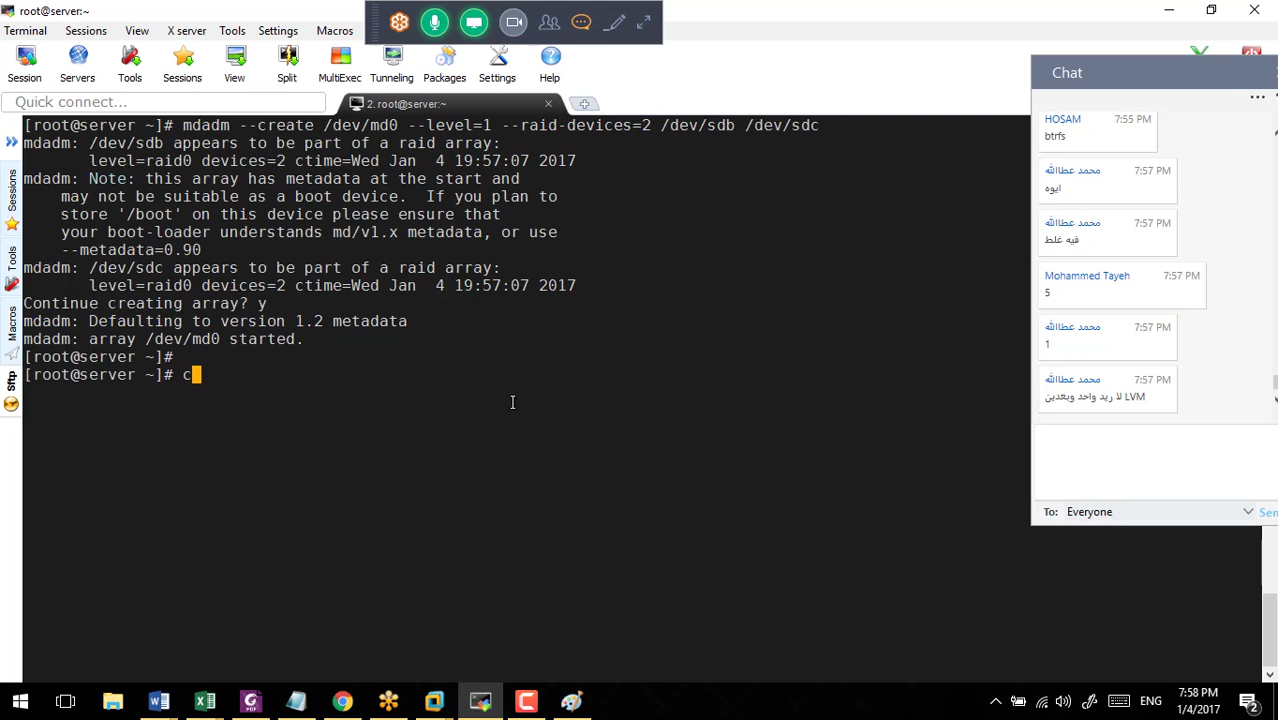 root@server:~
Terminal Sessions View X server Tools Settings Macros
Session Servers Tools Sessions View Split MultiExec Tunneling Packages Settings Help
Quick connect...
2. root@server:~
[root@server ~]# mdadm --create /dev/md0 --level=1 --raid-devices=2 /dev/sdb /dev/sdc
mdadm: /dev/sdb appears to be part of a raid array:
level=raid0 devices=2 ctime=Wed Jan  4 19:57:07 2017
mdadm: Note: this array has metadata at the start and
may not be suitable as a boot device.  If you plan to
store '/boot' on this device please ensure that
your boot-loader understands md/v1.x metadata, or use
--metadata=0.90
mdadm: /dev/sdc appears to be part of a raid array:
level=raid0 devices=2 ctime=Wed Jan  4 19:57:07 2017
Continue creating array? y
mdadm: Defaulting to version 1.2 metadata
mdadm: array /dev/md0 started.
[root@server ~]#
[root@server ~]# c
Sessions
Tools
Macros
Sftp
Chat
HOSAM 7:55 PM
btrfs
محمد عطاالله 7:57 PM
ايوه
محمد عطاالله 7:57 PM
فيه غلط
Mohammed Tayeh 7:57 PM
5
محمد عطاالله 7:57 PM
1
محمد عطاالله 7:57 PM
لا ريد واحد وبعدين LVM
To: Everyone
ENG
7:58 PM
1/4/2017
2